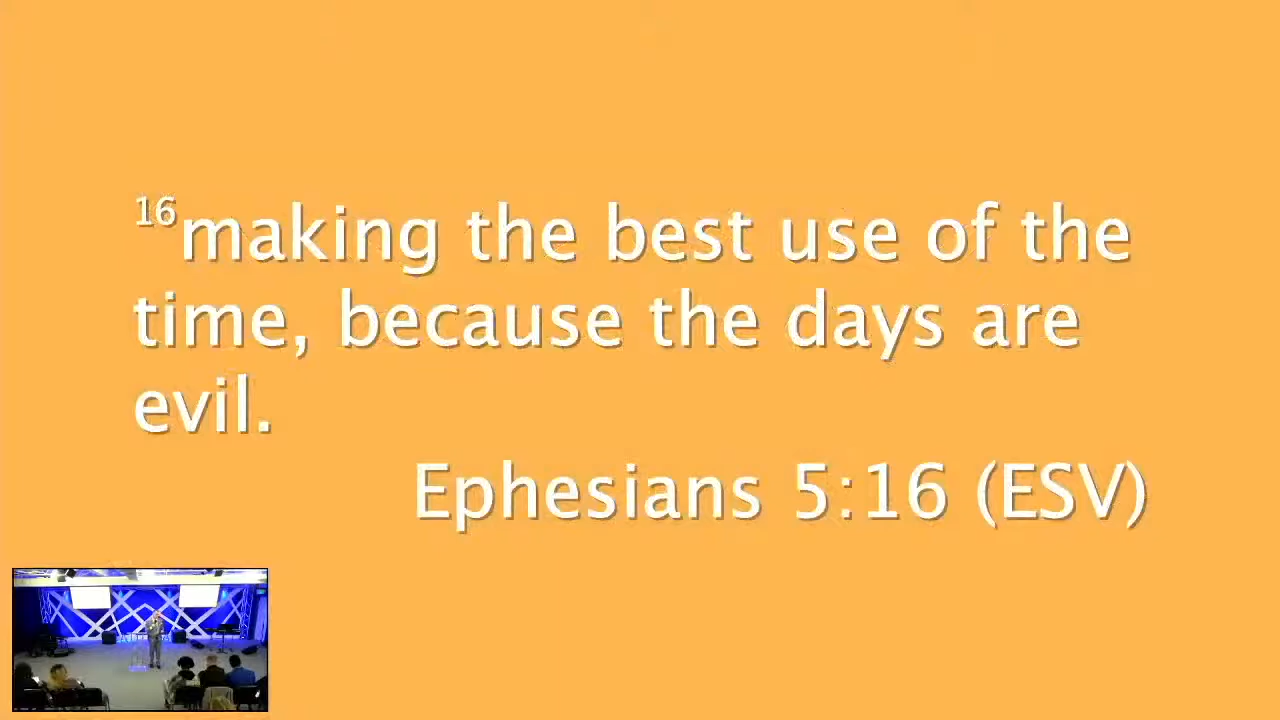 16making the best use of the
time, because the days are
evil.
Ephesians 5:16 (ESV)